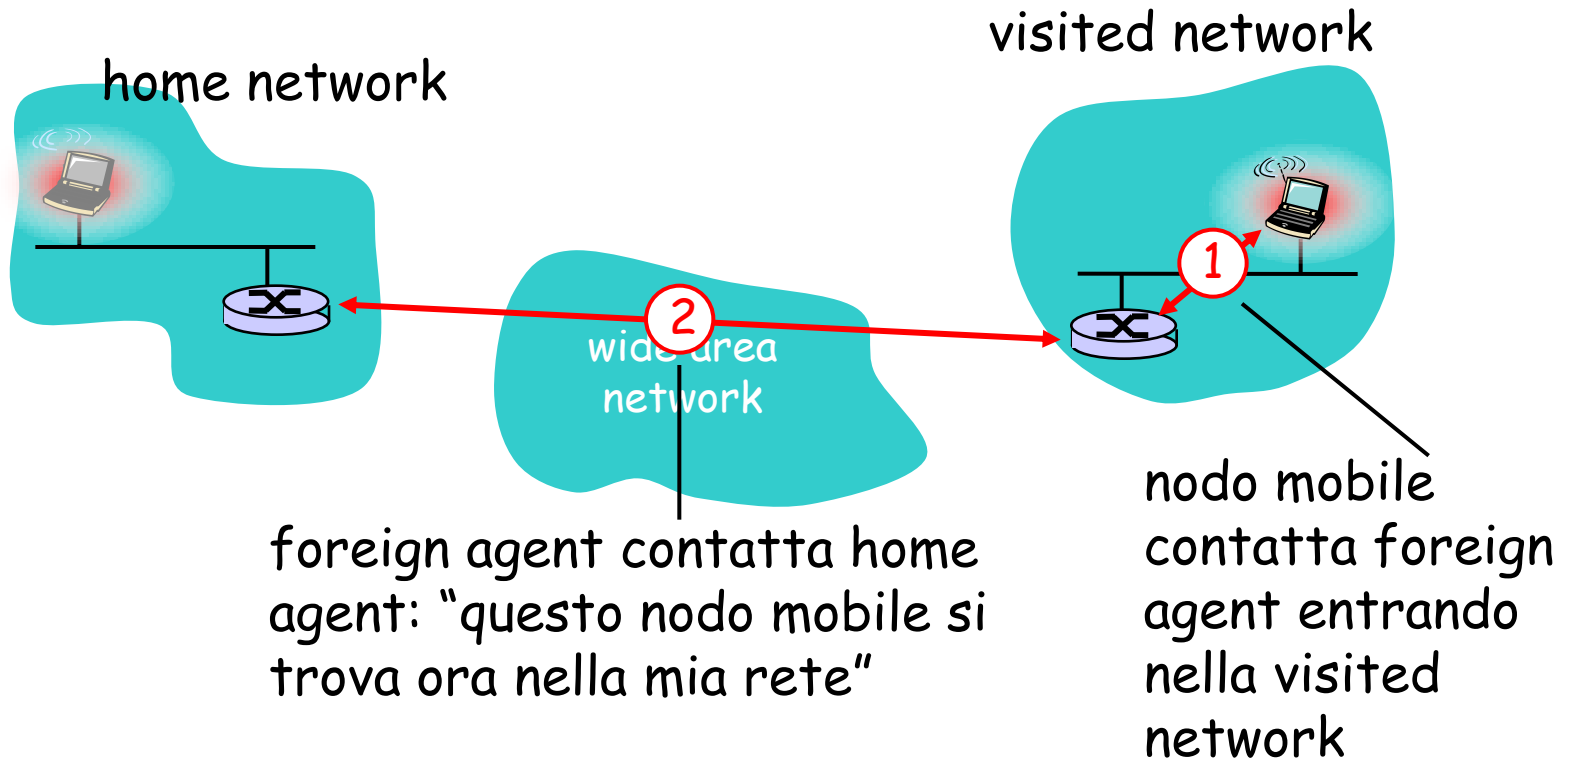 visited network
home network
1
2
wide area
network
foreign agent contatta home
agent: “questo nodo mobile si
trova ora nella mia rete”
nodo mobile
contatta foreign
agent entrando
nella visited
network